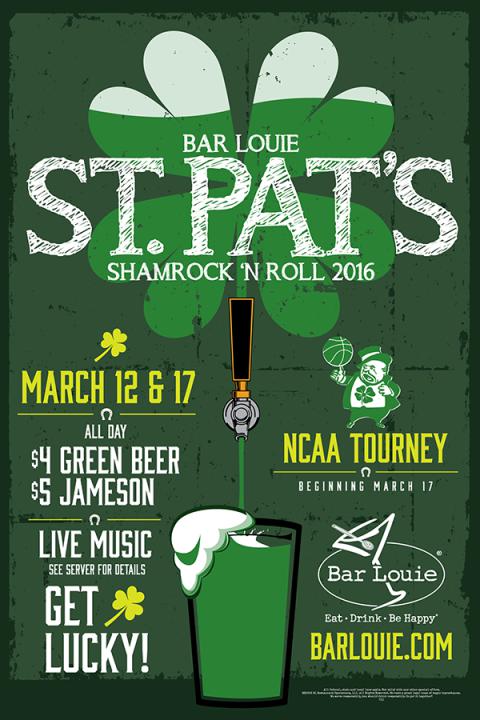 BAR LOUIE
ST. PAT'S
SHAMROCK 'N ROLL 2016
MARCH 12 & 17
ALL DAY
$4 GREEN BEER
$5 JAMESON
LIVE MUSIC
SEE SERVER FOR DETAILS
GET
LUCKY!
NCAA TOURNEY
BEGINNING MARCH 17
Bar Louie®
Eat · Drink · Be Happy
BARLOUIE.COM